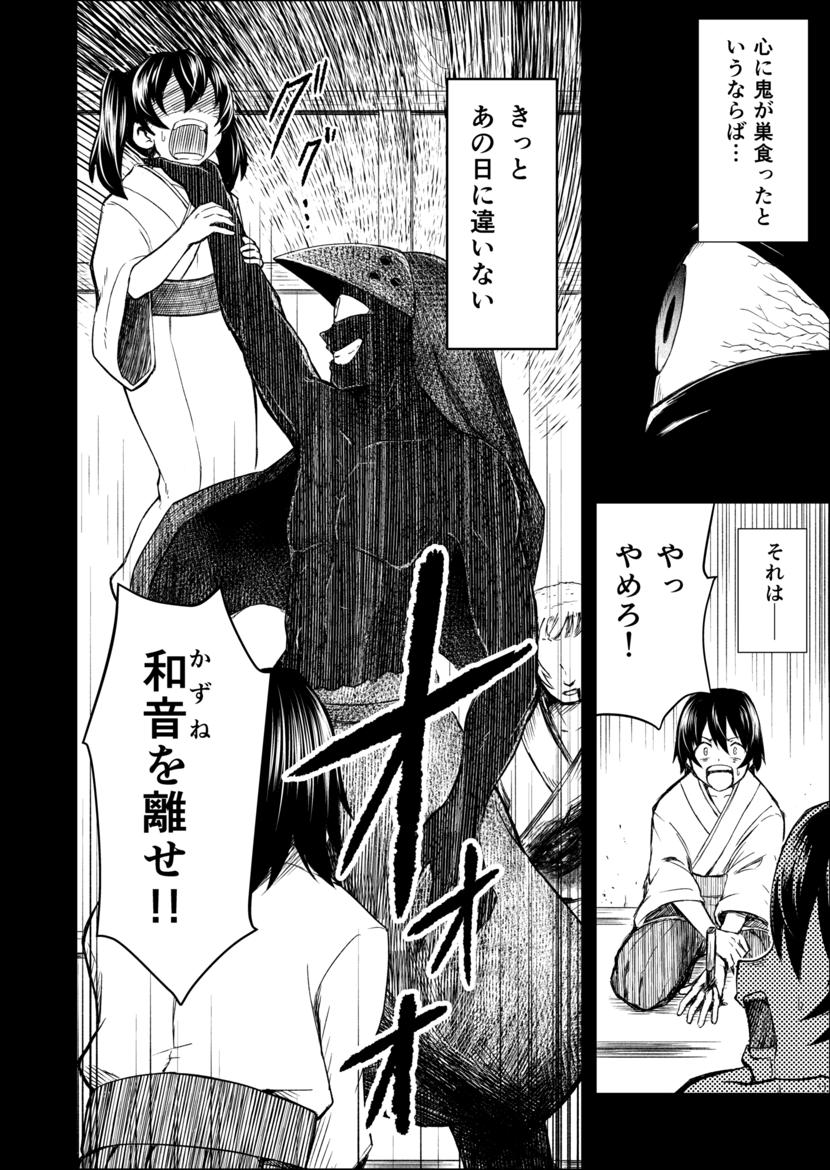 心に鬼が巣食ったと
いうならば…
それは──
やっ
やめろ！
きっと
あの日に違いない
グググ…
オオオ
かずね
和音を離せ!!